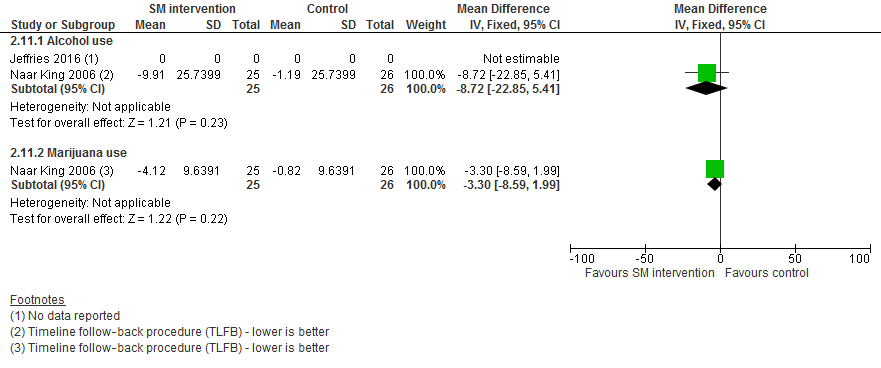 SM intervention Control Mean Difference Mean Difference
Study or Subgroup Mean SD Total Mean SD Total Weight IV, Fixed, 95% CI IV, Fixed, 95% CI
2.11.1 Alcohol use
Jeffries 2016 (1) 0 0 0 0 0 0 Not estimable
Naar King 2006 (2) -9.91 25.7399 25 -1.19 25.7399 26 100.0% -8.72 [-22.85, 5.41]
Subtotal (95% CI) 25 26 100.0% -8.72 [-22.85, 5.41]
Heterogeneity: Not applicable
Test for overall effect: Z = 1.21 (P = 0.23)
2.11.2 Marijuana use
Naar King 2006 (3) -4.12 9.6391 25 -0.82 9.6391 26 100.0% -3.30 [-8.59, 1.99]
Subtotal (95% CI) 25 26 100.0% -3.30 [-8.59, 1.99]
Heterogeneity: Not applicable
Test for overall effect: Z = 1.22 (P = 0.22)
-100 -50 0 50 100
Favours SM intervention Favours control
Footnotes
(1) No data reported
(2) Timeline follow-back procedure (TLFB) - lower is better
(3) Timeline follow-back procedure (TLFB) - lower is better